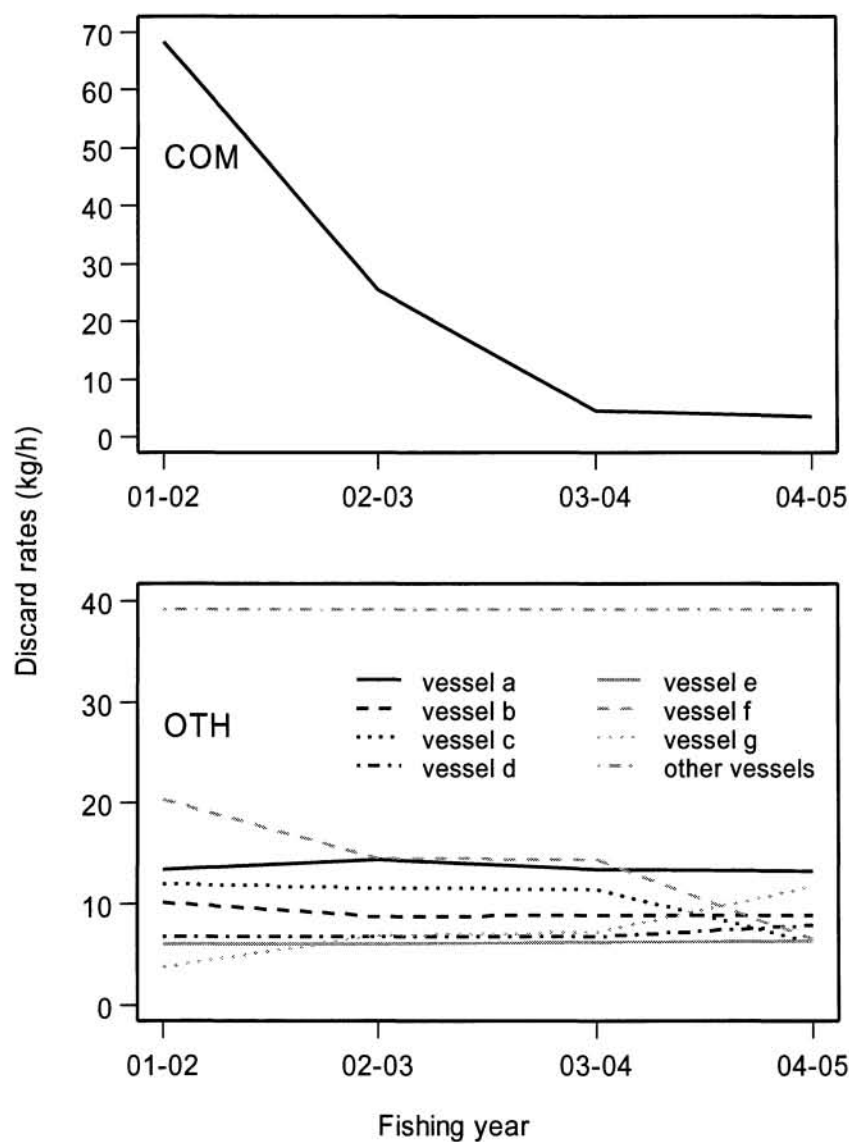 70
60
50
COM
40
30
20
10
0
01-02 02-03 03-04 04-05
Discard rates (kg/h)
40
vessel a vessel e
30
OTH
vessel b vessel f
vessel c vessel g
vessel d other vessels
20
10
0
01-02 02-03 03-04 04-05
Fishing year